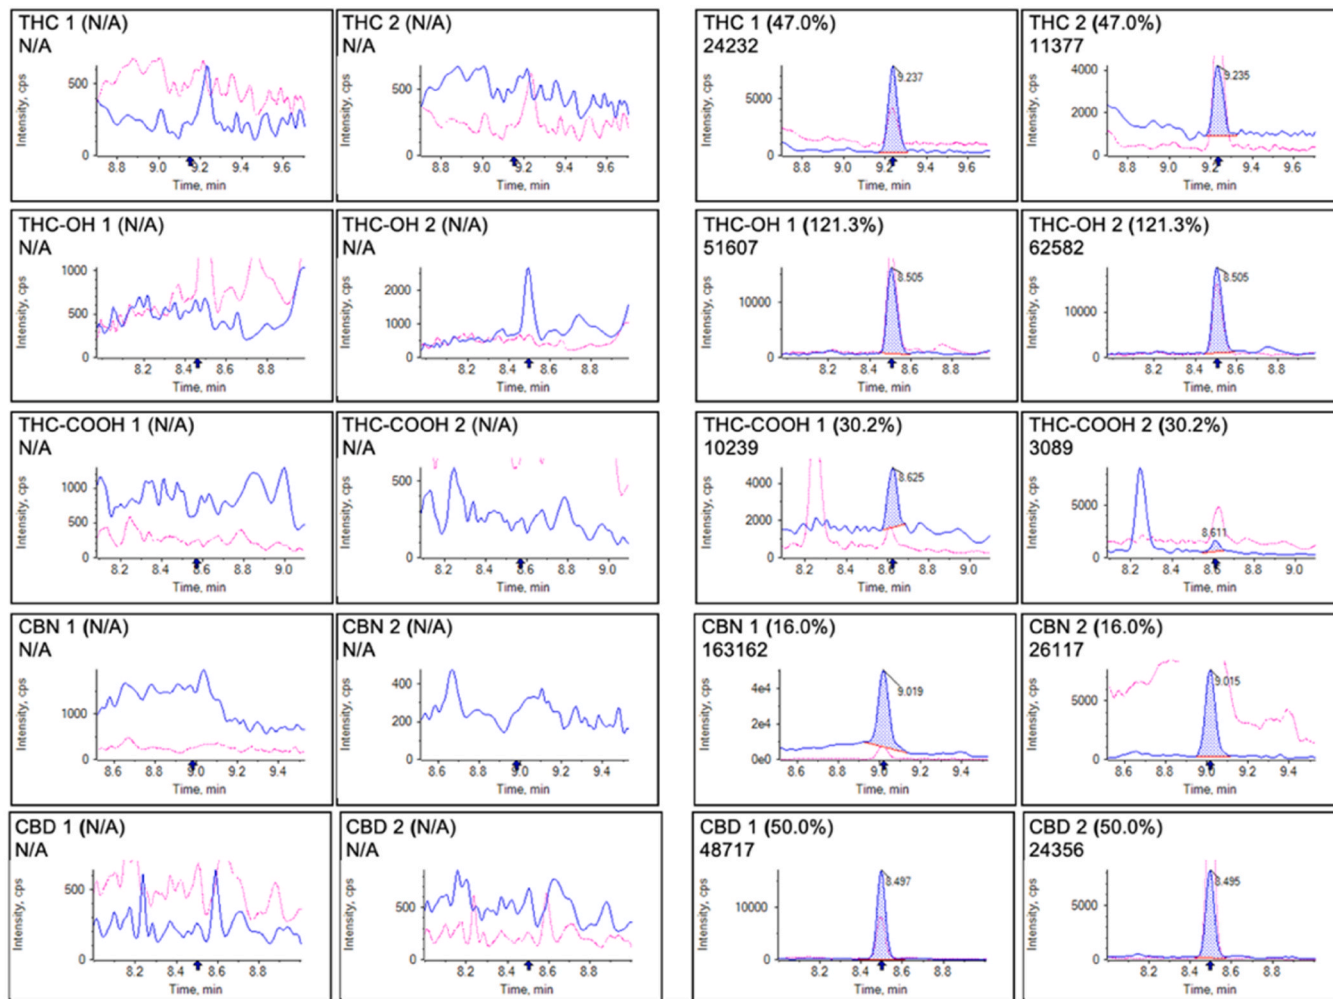 THC 1 (N/A)
N/A
Intensity, cps
500
0
8.8 9.0 9.2 9.4 9.6
Time, min
THC 2 (N/A)
N/A
Intensity, cps
500
0
8.8 9.0 9.2 9.4 9.6
Time, min
THC 1 (47.0%)
24232
Intensity, cps
5000
0
9.237
8.8 9.0 9.2 9.4 9.6
Time, min
THC 2 (47.0%)
11377
Intensity, cps
4000
2000
0
9.235
8.8 9.0 9.2 9.4 9.6
Time, min
THC-OH 1 (N/A)
N/A
Intensity, cps
1000
500
0
8.2 8.4 8.6 8.8
Time, min
THC-OH 2 (N/A)
N/A
Intensity, cps
2000
1000
0
8.2 8.4 8.6 8.8
Time, min
THC-OH 1 (121.3%)
51607
Intensity, cps
10000
0
8.505
8.2 8.4 8.6 8.8
Time, min
THC-OH 2 (121.3%)
62582
Intensity, cps
10000
0
8.505
8.2 8.4 8.6 8.8
Time, min
THC-COOH 1 (N/A)
N/A
Intensity, cps
1000
500
0
8.2 8.4 8.6 8.8 9.0
Time, min
THC-COOH 2 (N/A)
N/A
Intensity, cps
500
0
8.2 8.4 8.6 8.8 9.0
Time, min
THC-COOH 1 (30.2%)
10239
Intensity, cps
4000
2000
0
8.625
8.2 8.4 8.6 8.8 9.0
Time, min
THC-COOH 2 (30.2%)
3089
Intensity, cps
5000
0
8.611
8.2 8.4 8.6 8.8 9.0
Time, min
CBN 1 (N/A)
N/A
Intensity, cps
1000
0
8.6 8.8 9.0 9.2 9.4
Time, min
CBN 2 (N/A)
N/A
Intensity, cps
400
200
0
8.6 8.8 9.0 9.2 9.4
Time, min
CBN 1 (16.0%)
163162
Intensity, cps
4e4
2e4
0e0
9.019
8.6 8.8 9.0 9.2 9.4
Time, min
CBN 2 (16.0%)
26117
Intensity, cps
5000
0
9.015
8.6 8.8 9.0 9.2 9.4
Time, min
CBD 1 (N/A)
N/A
Intensity, cps
500
0
8.2 8.4 8.6 8.8
Time, min
CBD 2 (N/A)
N/A
Intensity, cps
500
0
8.2 8.4 8.6 8.8
Time, min
CBD 1 (50.0%)
48717
Intensity, cps
10000
0
8.497
8.2 8.4 8.6 8.8
Time, min
CBD 2 (50.0%)
24356
Intensity, cps
5000
0
8.495
8.2 8.4 8.6 8.8
Time, min